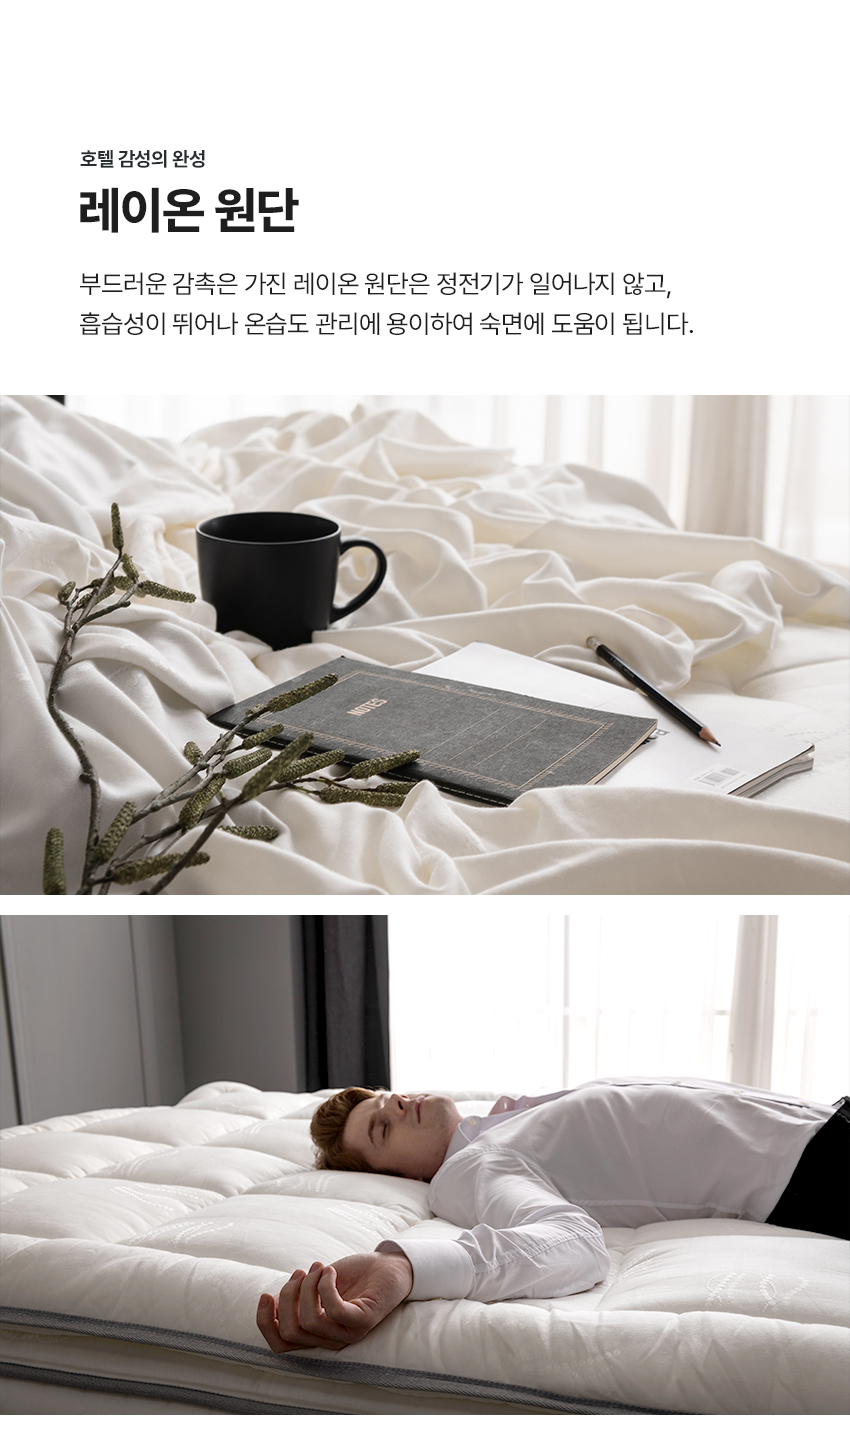 호텔 감성의 완성
레이온 원단
부드러운 감촉은 가진 레이온 원단은 정전기가 일어나지 않고,
흡습성이 뛰어나 온습도 관리에 용이하여 숙면에 도움이 됩니다.
NOTES